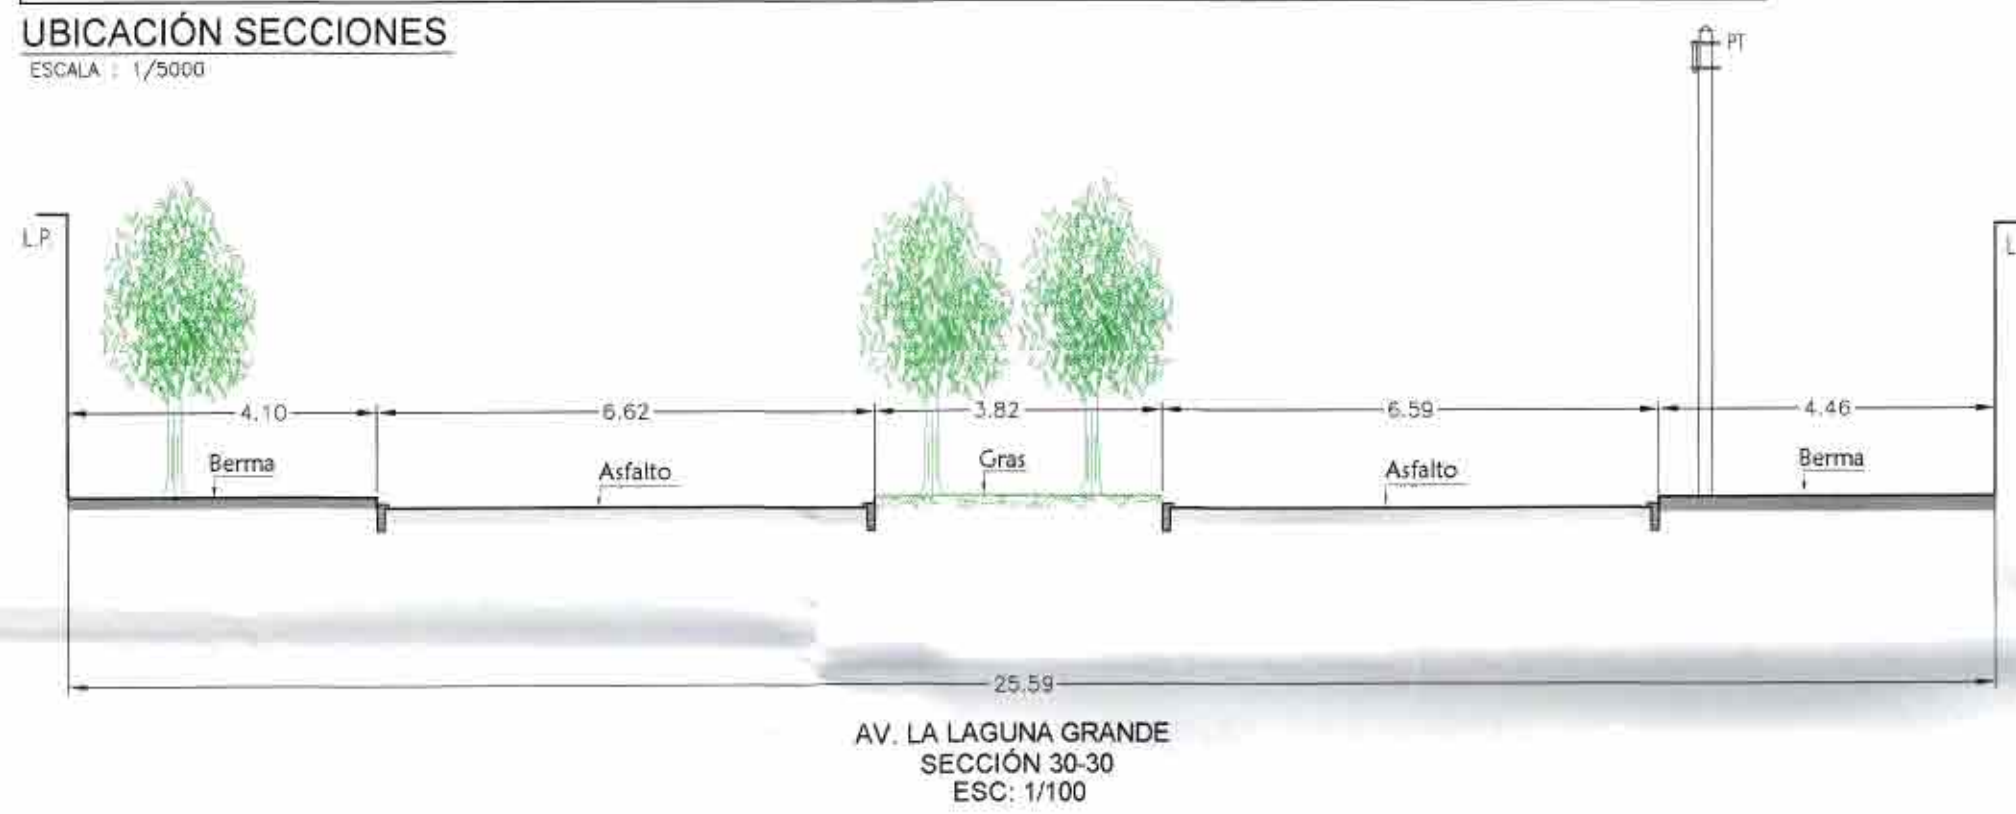 UBICACIÓN SECCIONES
ESCALA : 1/5000
PT
L.P.
L
4.10
6.62
3.82
6.59
4.46
Berma
Asfalto
Gras
Asfalto
Berma
25.59
AV. LA LAGUNA GRANDE
SECCIÓN 30-30
ESC: 1/100